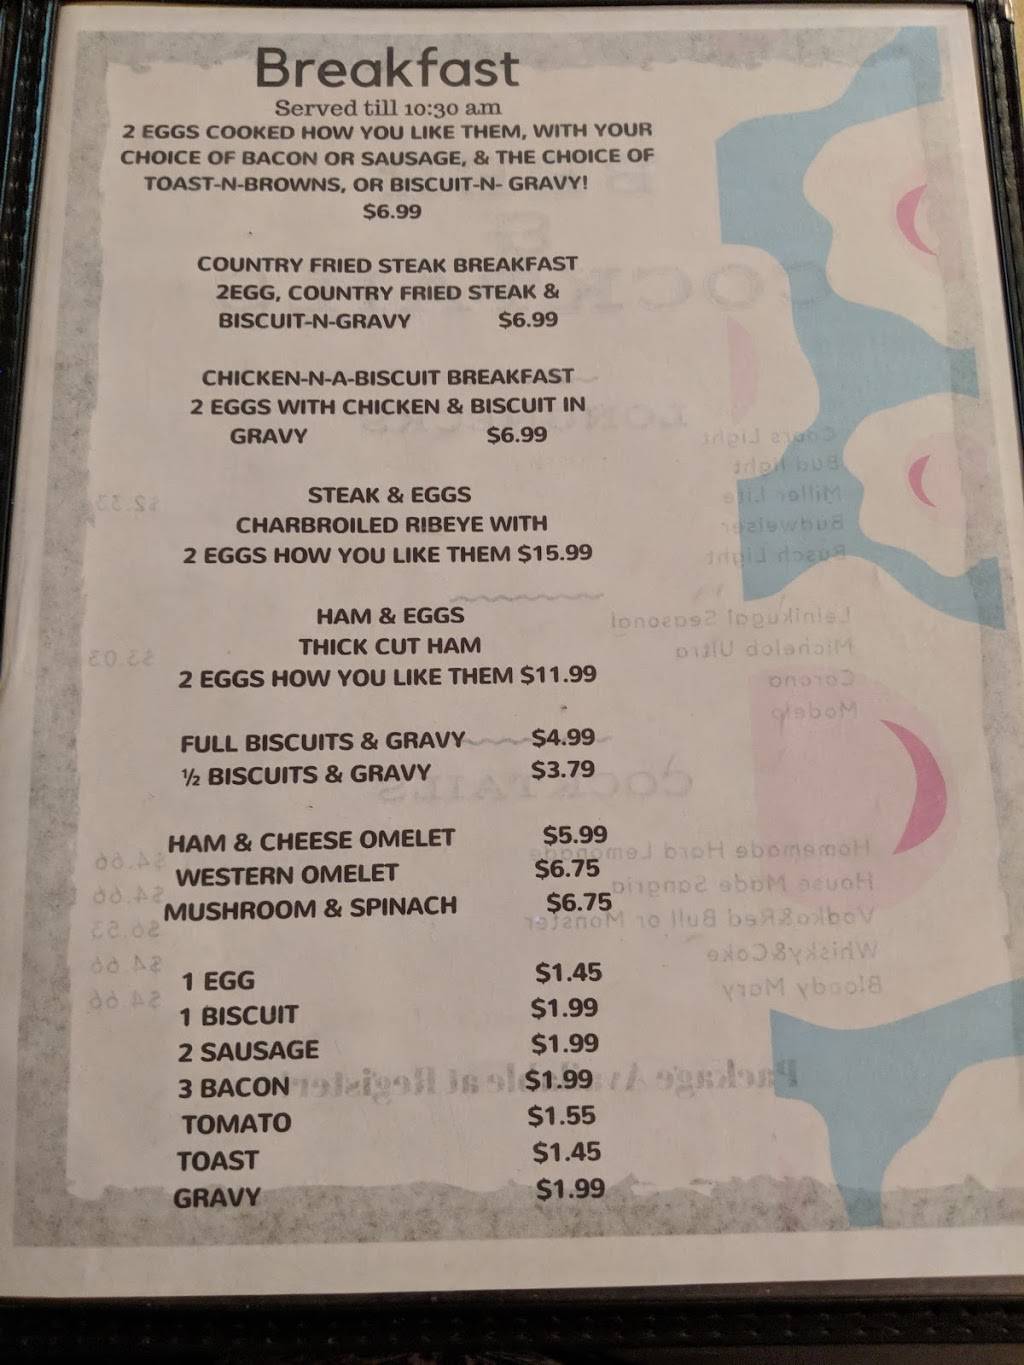 Breakfast
Served till 10:30 am
2 EGGS COOKED HOW YOU LIKE THEM, WITH YOUR
CHOICE OF BACON OR SAUSAGE, & THE CHOICE OF
TOAST-N-BROWNS, OR BISCUIT-N- GRAVY!
$6.99
COUNTRY FRIED STEAK BREAKFAST
2EGG, COUNTRY FRIED STEAK &
BISCUIT-N-GRAVY $6.99
CHICKEN-N-A-BISCUIT BREAKFAST
2 EGGS WITH CHICKEN & BISCUIT IN
GRAVY $6.99
STEAK & EGGS
CHARBROILED RIBEYE WITH
2 EGGS HOW YOU LIKE THEM $15.99
HAM & EGGS
THICK CUT HAM
2 EGGS HOW YOU LIKE THEM $11.99
FULL BISCUITS & GRAVY $4.99
½ BISCUITS & GRAVY $3.79
HAM & CHEESE OMELET $5.99
WESTERN OMELET $6.75
MUSHROOM & SPINACH $6.75
1 EGG $1.45
1 BISCUIT $1.99
2 SAUSAGE $1.99
3 BACON $1.99
TOMATO $1.55
TOAST $1.45
GRAVY $1.99